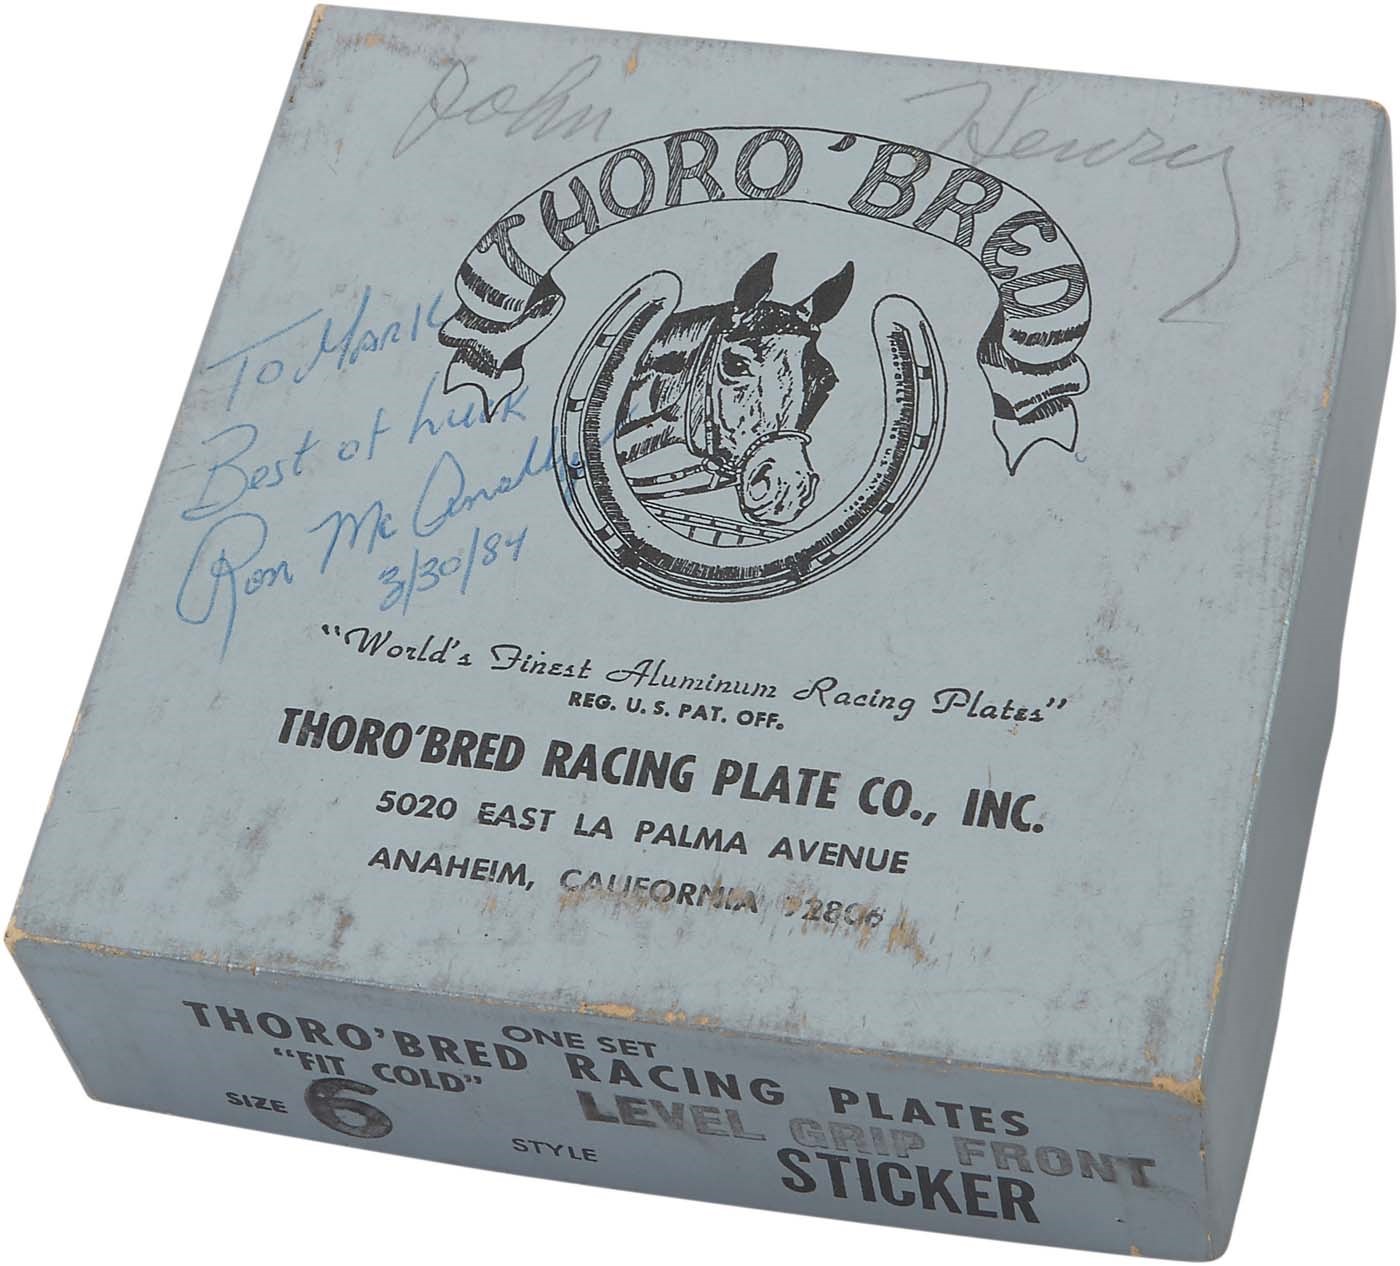 John Henry
THORO'BRED
To Mark
Best of Luck
Ron McAnally
3/30/84
"World's Finest Aluminum Racing Plates"
REG. U. S. PAT. OFF.
THORO'BRED RACING PLATE CO., INC.
5020 EAST LA PALMA AVENUE
ANAHEIM, CALIFORNIA 92806
ONE SET
THORO'BRED RACING PLATES
"FIT COLD"
SIZE 6
STYLE
LEVEL GRIP FRONT
STICKER